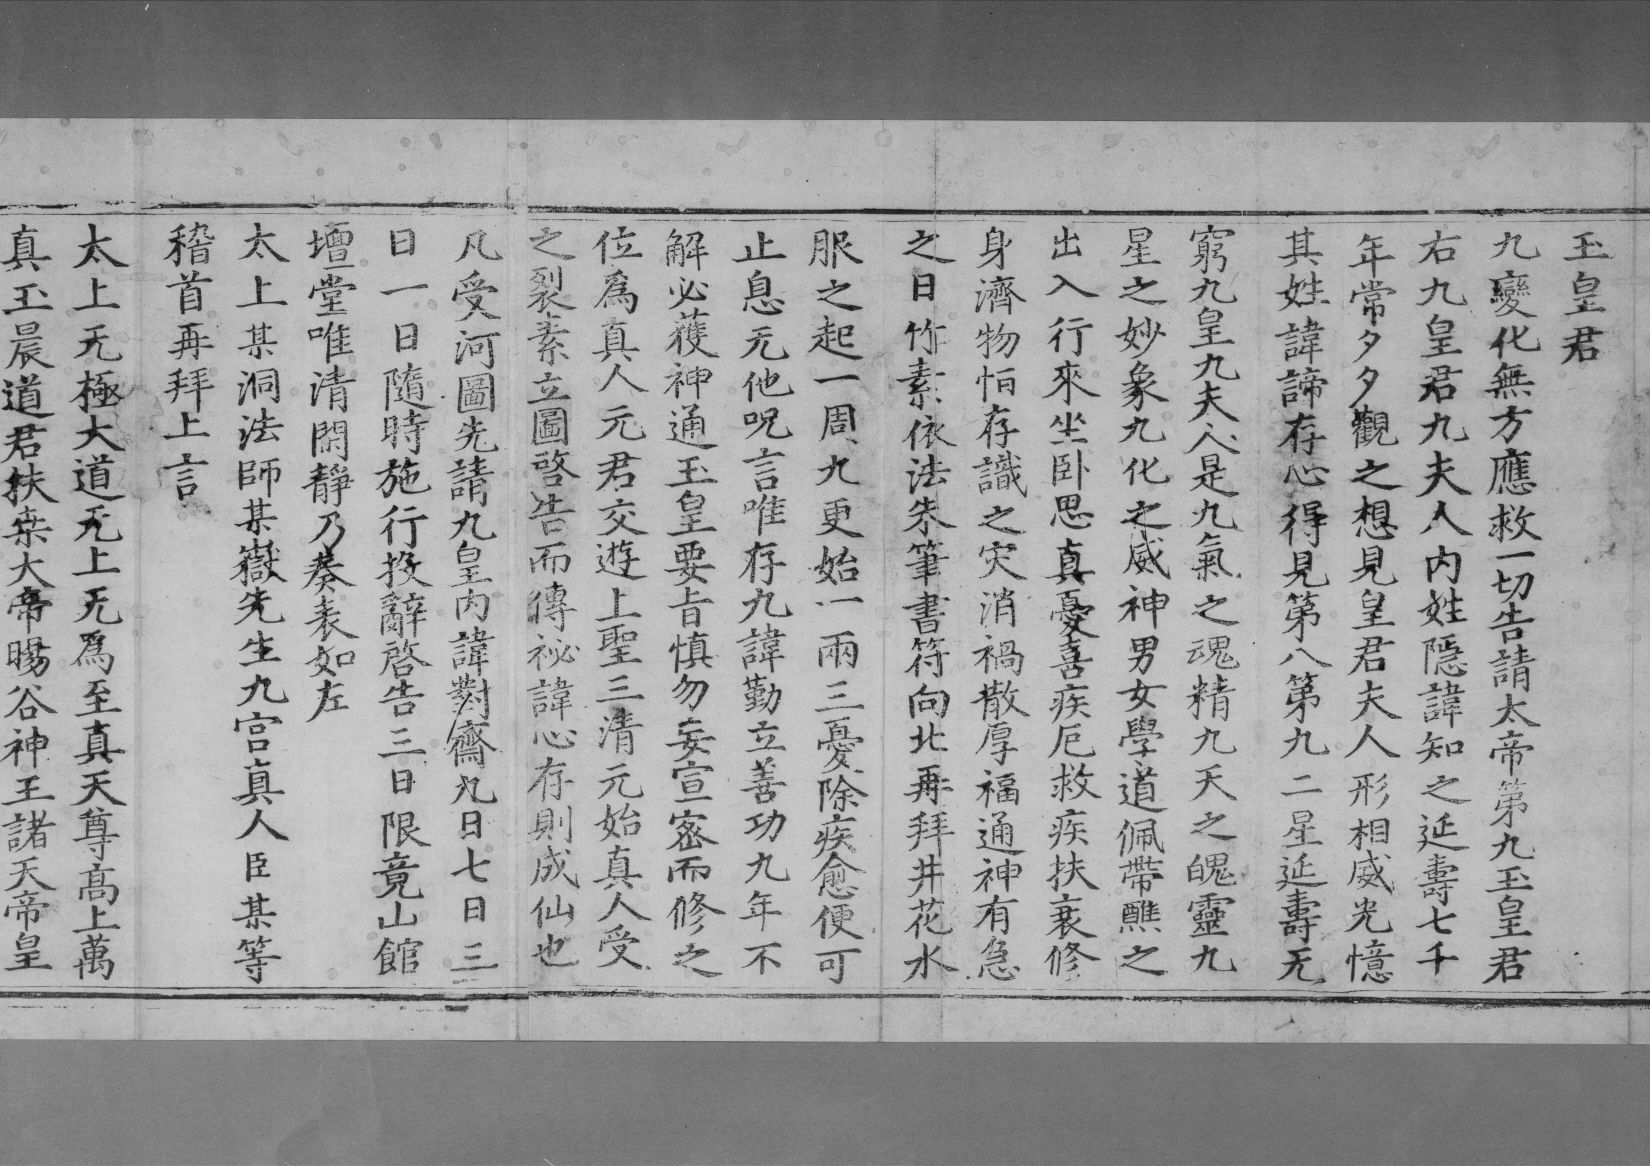 玉皇君
九變化無方應救一切告請太帝第九玉皇君
右九皇君九夫人内姓隱諱知之延壽七千
年常夕夕觀之想見皇君夫人形相威光憶
其姓諱諦存心得見第八第九二星延壽无
窮九皇九夫人是九氣之魂精九天之魄靈九
星之妙象九化之威神男女學道佩帶醮之
出入行來坐卧思真憂喜疾厄救疾扶衰修
身濟物怕存識之灾消禍散厚福通神有急
之日竹素依法朱筆書符向北再拜井花水
服之起一周九更始一兩三憂除疾愈便可
止息无他呪言唯存九諱勤立善功九年不
解必獲神通玉皇要旨慎勿妄宣宻而修之
位爲真人元君交遊上聖三清元始真人受
之裂素立圖啓告而傳祕諱心存則成仙也
凡受河圖先請九皇内諱對齋九日七日三
日一日隨時施行投辭啓告三日限竟山館
壇堂唯清閑靜乃奏表如左
太上某洞法師某嶽先生九宫真人臣某等
稽首再拜上言
太上无極大道无上无爲至真天尊高上萬
真玉晨道君扶桒大帝暘谷神王諸天帝皇